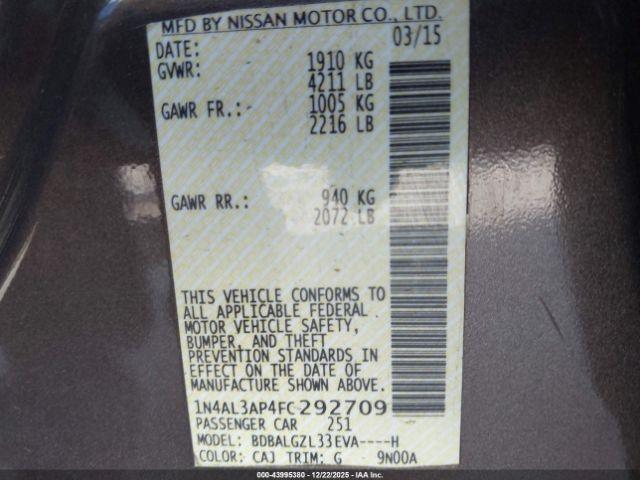 MFD BY NISSAN MOTOR CO., LTD.
DATE: 03/15
GVWR: 1910 KG
4211 LB
GAWR FR.: 1005 KG
2216 LB
GAWR RR.: 940 KG
2072 LB
THIS VEHICLE CONFORMS TO
ALL APPLICABLE FEDERAL
MOTOR VEHICLE SAFETY,
BUMPER, AND THEFT
PREVENTION STANDARDS IN
EFFECT ON THE DATE OF
MANUFACTURE SHOWN ABOVE.
1N4AL3AP4FC292709
PASSENGER CAR 251
MODEL: BDBALGZL33EVA----H
COLOR: CAJ TRIM: G 9N00A
000-43995380 - 12/22/2025 - IAA Inc.